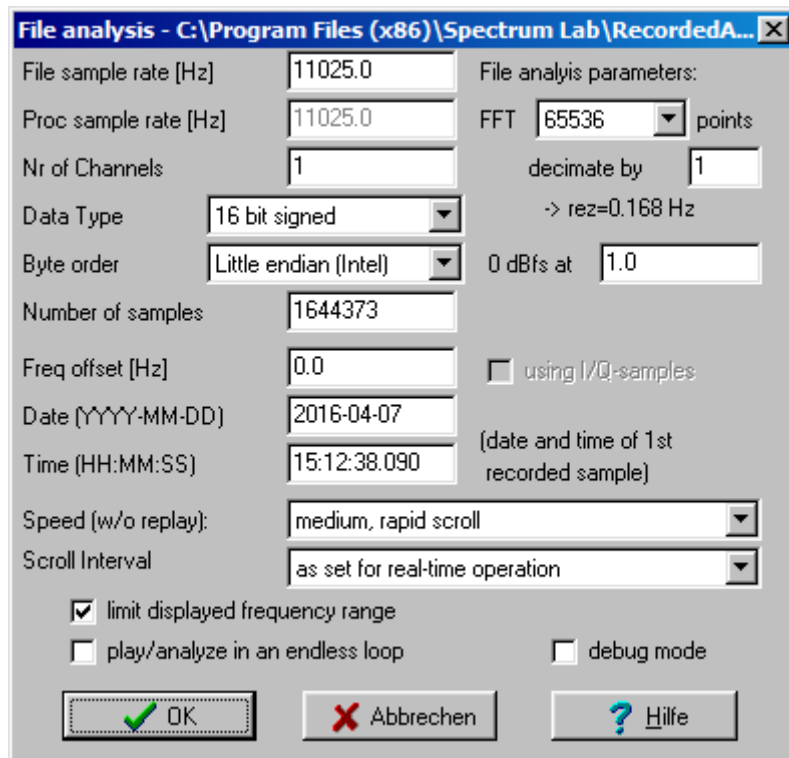 File analysis - C:\Program Files (x86)\Spectrum Lab\RecordedA...
File sample rate [Hz] 11025.0 File analyis parameters:
Proc sample rate [Hz] 11025.0 FFT 65536 points
Nr of Channels 1 decimate by 1
Data Type 16 bit signed -> rez=0.168 Hz
Byte order Little endian (Intel) 0 dBfs at 1.0
Number of samples 1644373
Freq offset [Hz] 0.0 using I/Q-samples
Date (YYYY-MM-DD) 2016-04-07
Time (HH:MM:SS) 15:12:38.090 (date and time of 1st
recorded sample)
Speed (w/o replay): medium, rapid scroll
Scroll Interval as set for real-time operation
limit displayed frequency range
play/analyze in an endless loop debug mode
OK Abbrechen Hilfe